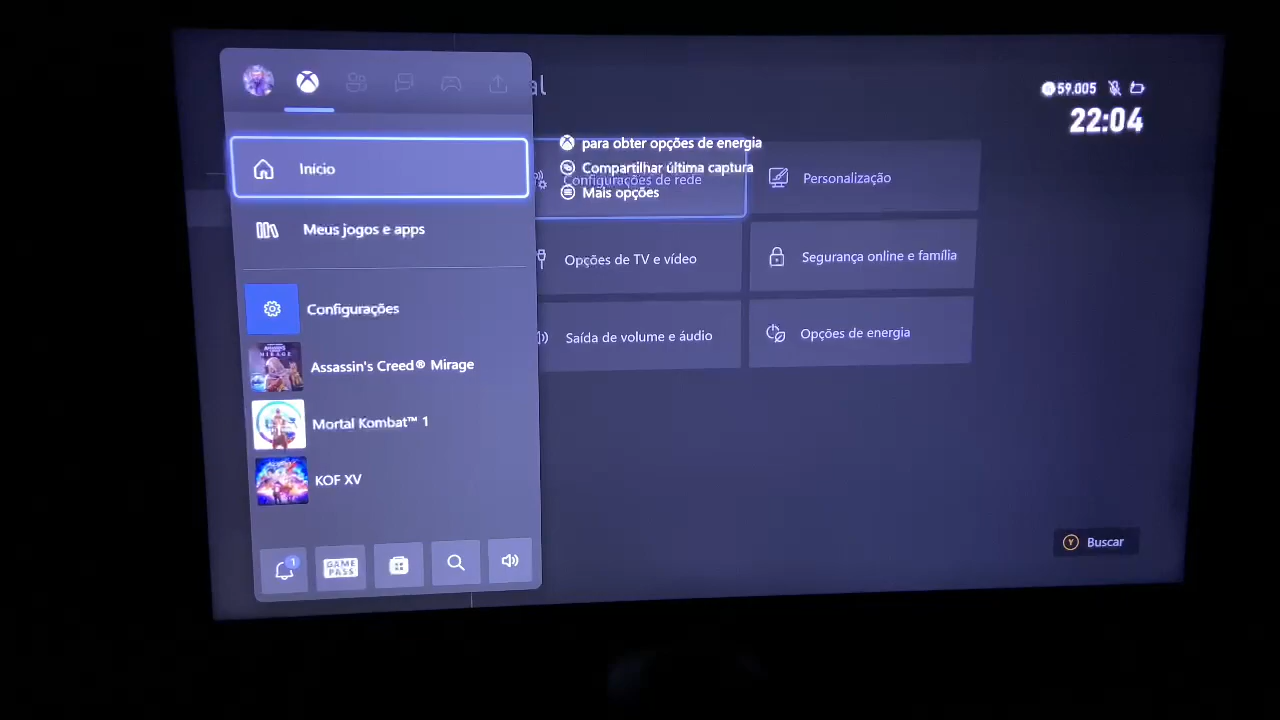 al
59.005
22:04
Início
Meus jogos e apps
Configurações
Assassin's Creed® Mirage
Mortal Kombat™ 1
KOF XV
1
GAME
PASS
para obter opções de energia
Compartilhar última captura
Mais opções
Configurações de rede
Personalização
Opções de TV e vídeo
Segurança online e família
Saída de volume e áudio
Opções de energia
Y Buscar